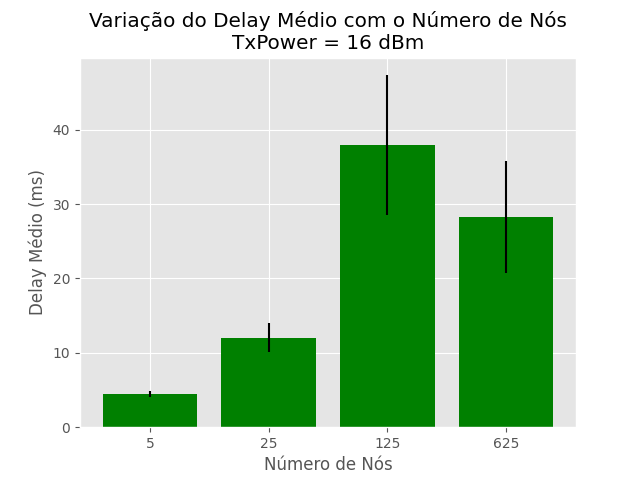 Variação do Delay Médio com o Número de Nós
TxPower = 16 dBm
Delay Médio (ms)
40
30
20
10
0
5
25
125
625
Número de Nós